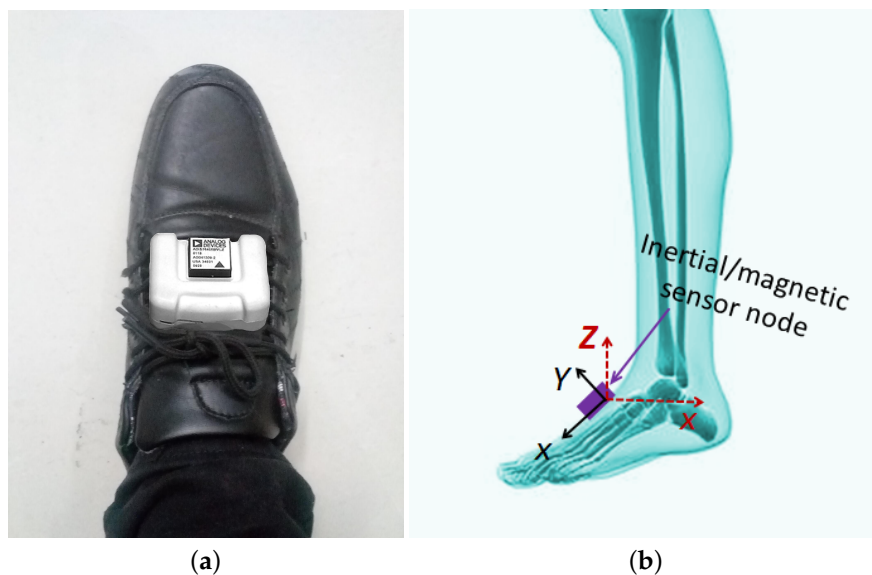 ANALOG
DEVICES
Inertial/magnetic
sensor node
Z
Y
x
x
(a)
(b)